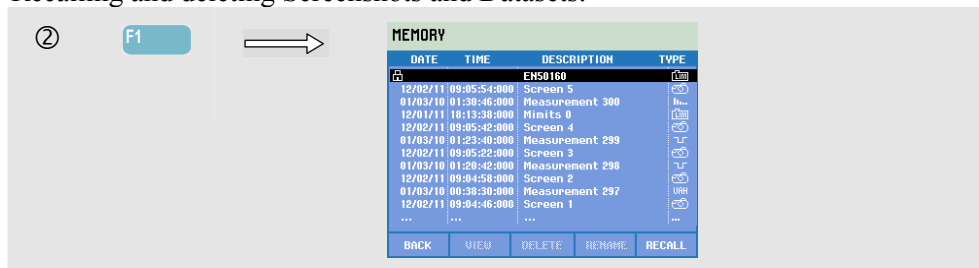 Recalling and deleting Screenshots and Datasets:
② F1 MEMORY
DATE TIME DESCRIPTION TYPE
EN50160
12/02/11 09:05:54:000 Screen 5
01/03/10 01:30:46:000 Measurement 300
12/01/11 18:13:38:000 Mimits 0
12/02/11 09:05:42:000 Screen 4
01/03/10 01:23:40:000 Measurement 299
12/02/11 09:05:22:000 Screen 3
01/03/10 01:20:42:000 Measurement 298
12/02/11 09:04:58:000 Screen 2
01/03/10 00:38:30:000 Measurement 297 VAH
12/02/11 09:04:46:000 Screen 1
... ... ... ...
BACK VIEW DELETE RENAME RECALL